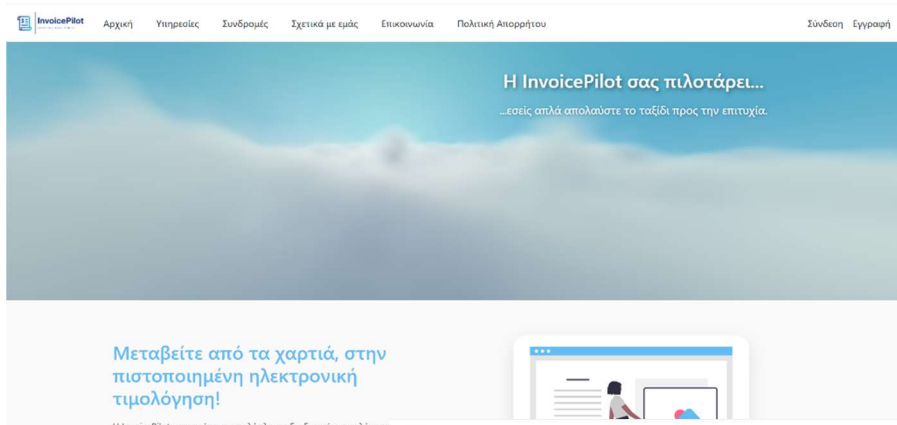 InvoicePilot
Αρχική Υπηρεσίες Συνδρομές Σχετικά με εμάς Επικοινωνία Πολιτική Απορρήτου Σύνδεση Εγγραφή
Η InvoicePilot σας πιλοτάρει...
...εσείς απλά απολαύστε το ταξίδι προς την επιτυχία.
Μεταβείτε από τα χαρτιά, στην
πιστοποιημένη ηλεκτρονική
τιμολόγηση!